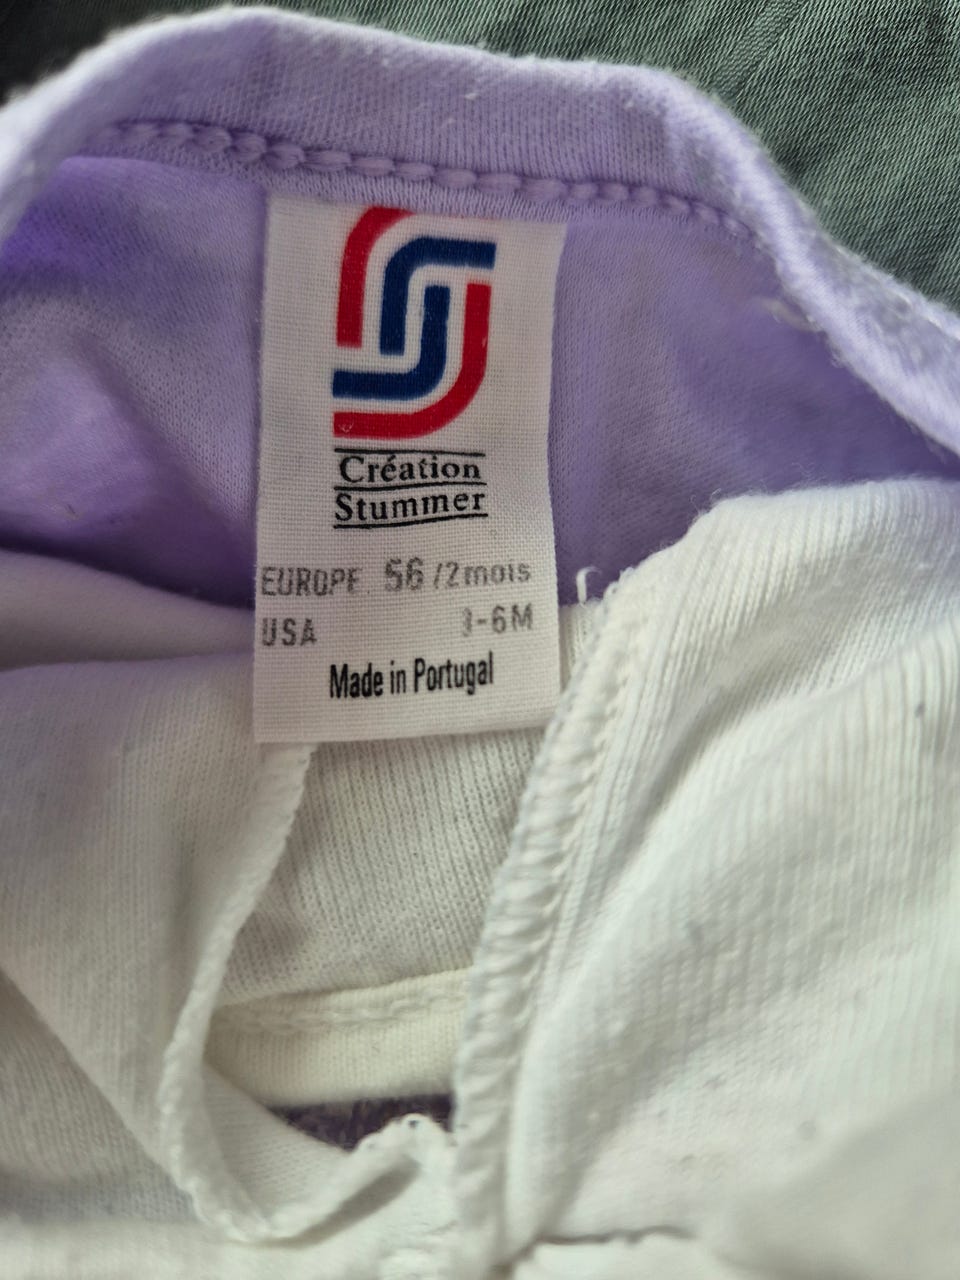 Création
Stummer
EUROPE 56 /2mois
USA 3-6M
Made in Portugal